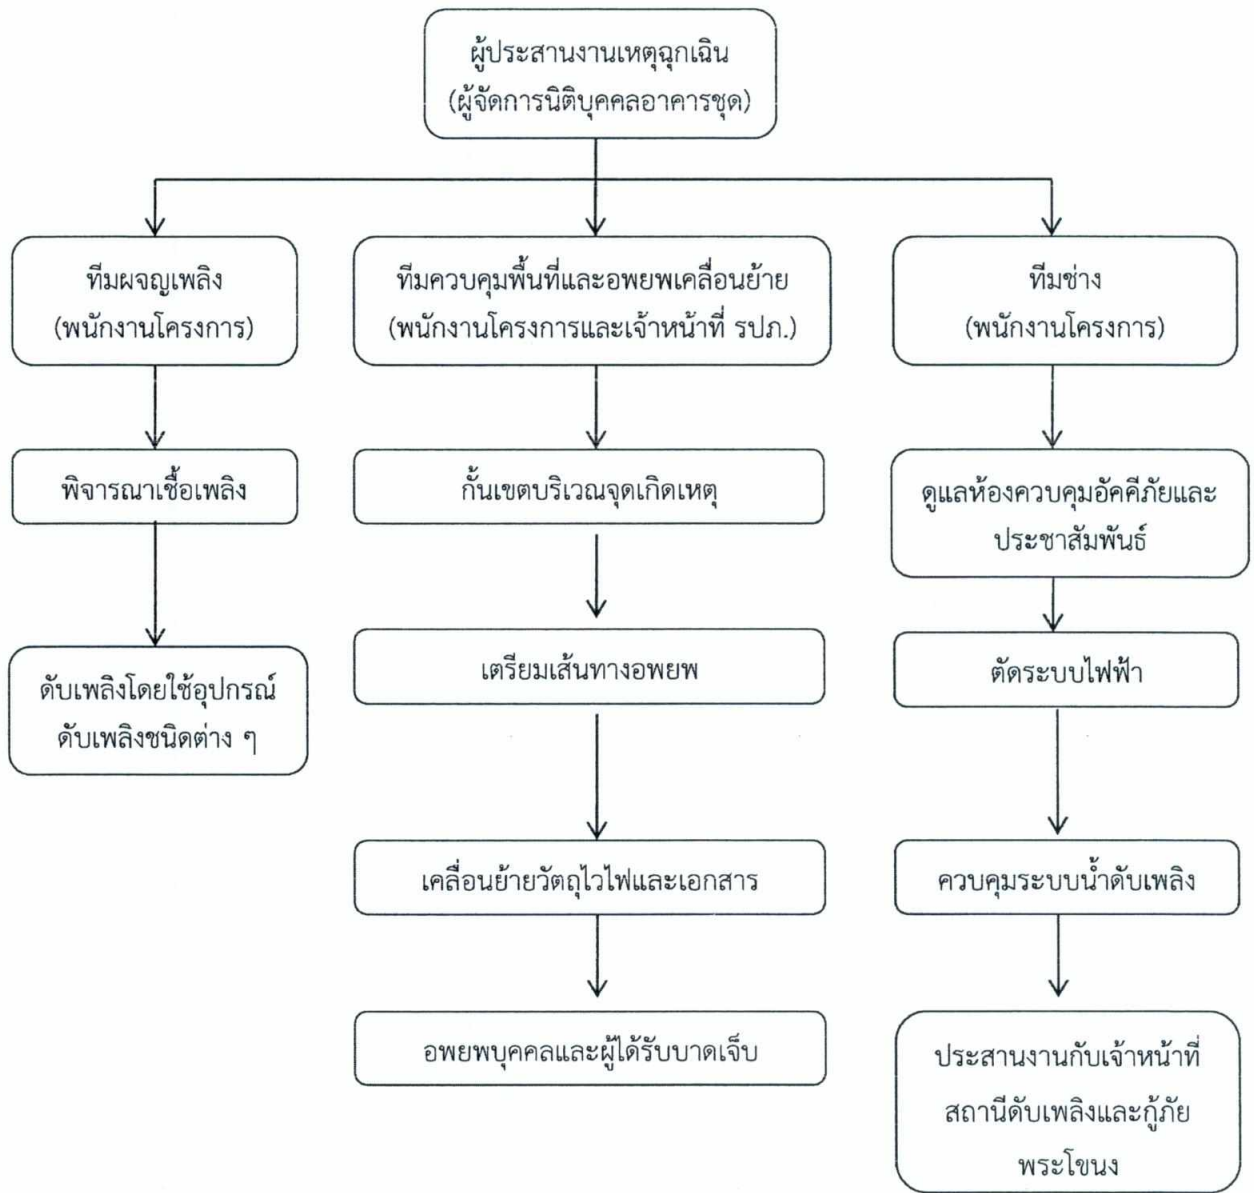 ผู้ประสานงานเหตุฉุกเฉิน
(ผู้จัดการนิติบุคคลอาคารชุด)
ทีมผจญเพลิง
(พนักงานโครงการ)
พิจารณาเชื้อเพลิง
ดับเพลิงโดยใช้อุปกรณ์
ดับเพลิงชนิดต่าง ๆ
ทีมควบคุมพื้นที่และอพยพเคลื่อนย้าย
(พนักงานโครงการและเจ้าหน้าที่ รปภ.)
กั้นเขตบริเวณจุดเกิดเหตุ
เตรียมเส้นทางอพยพ
เคลื่อนย้ายวัตถุไวไฟและเอกสาร
อพยพบุคคลและผู้ได้รับบาดเจ็บ
ทีมช่าง
(พนักงานโครงการ)
ดูแลห้องควบคุมอัคคีภัยและ
ประชาสัมพันธ์
ตัดระบบไฟฟ้า
ควบคุมระบบน้ำดับเพลิง
ประสานงานกับเจ้าหน้าที่
สถานีดับเพลิงและกู้ภัย
พระโขนง